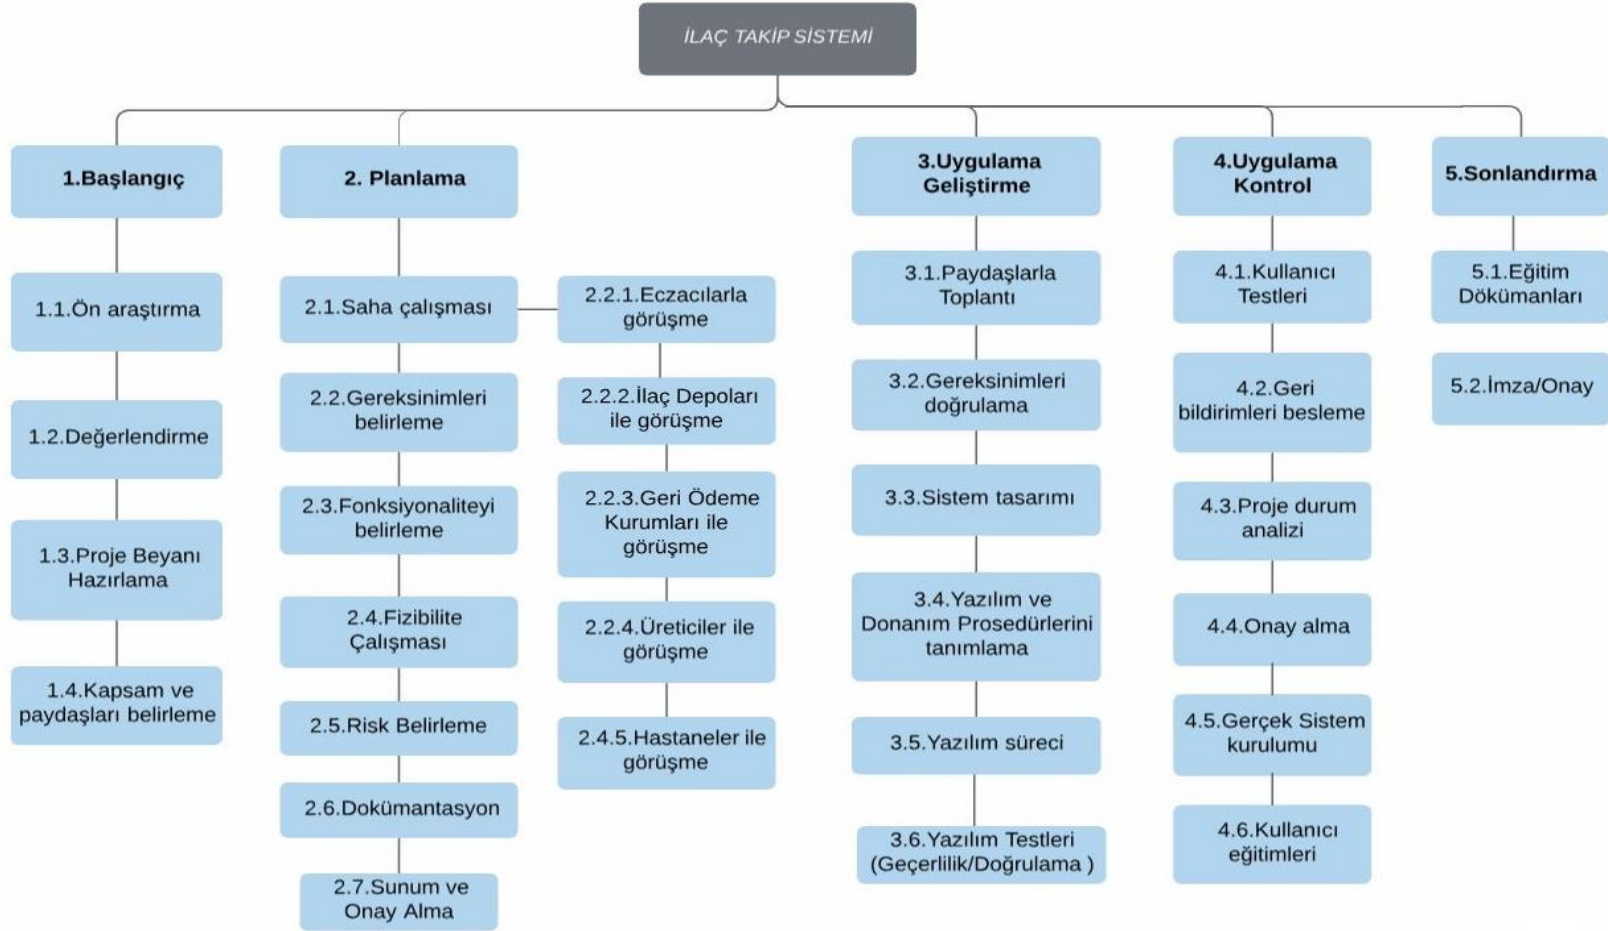 İLAÇ TAKİP SİSTEMİ
1.Başlangıç
1.1.Ön araştırma
1.2.Değerlendirme
1.3.Proje Beyanı
Hazırlama
1.4.Kapsam ve
paydaşları belirleme
2. Planlama
2.1.Saha çalışması
2.2.Gereksinimleri
belirleme
2.3.Fonksiyonaliteyi
belirleme
2.4.Fizibilite
Çalışması
2.5.Risk Belirleme
2.6.Dokümantasyon
2.7.Sunum ve
Onay Alma
2.2.1.Eczacılarla
görüşme
2.2.2.İlaç Depoları
ile görüşme
2.2.3.Geri Ödeme
Kurumları ile
görüşme
2.2.4.Üreticiler ile
görüşme
2.4.5.Hastaneler ile
görüşme
3.Uygulama
Geliştirme
3.1.Paydaşlarla
Toplantı
3.2.Gereksinimleri
doğrulama
3.3.Sistem tasarımı
3.4.Yazılım ve
Donanım Prosedürlerini
tanımlama
3.5.Yazılım süreci
3.6.Yazılım Testleri
(Geçerlilik/Doğrulama )
4.Uygulama
Kontrol
4.1.Kullanıcı
Testleri
4.2.Geri
bildirimleri besleme
4.3.Proje durum
analizi
4.4.Onay alma
4.5.Gerçek Sistem
kurulumu
4.6.Kullanıcı
eğitimleri
5.Sonlandırma
5.1.Eğitim
Dökümanları
5.2.İmza/Onay